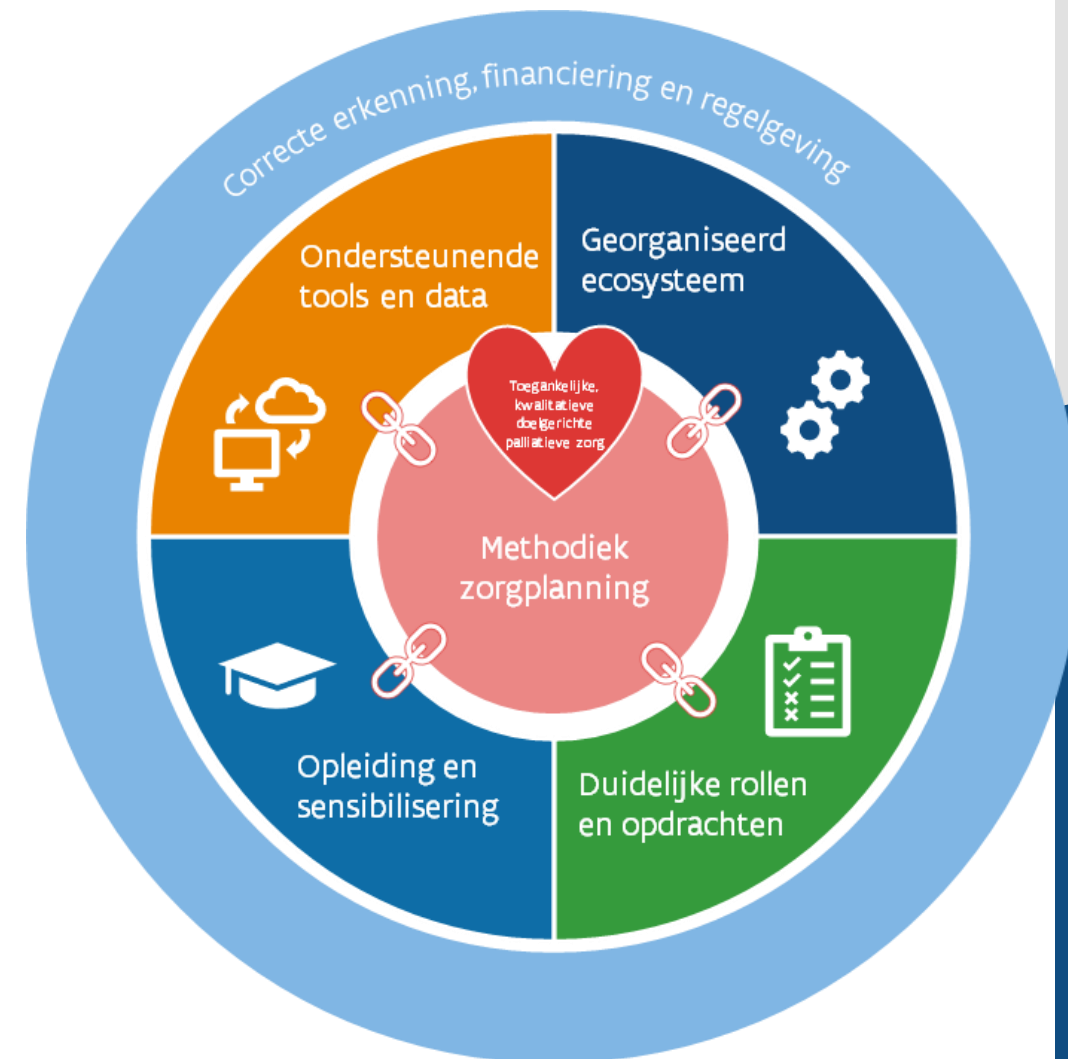 Correcte erkenning, financiering en regelgeving
Ondersteunende
tools en data
Georganiseerd
ecosysteem
Toegankelijke,
kwalitatieve
doelgerichte
palliatieve zorg
Methodiek
zorgplanning
Opleiding en
sensibilisering
Duidelijke rollen
en opdrachten